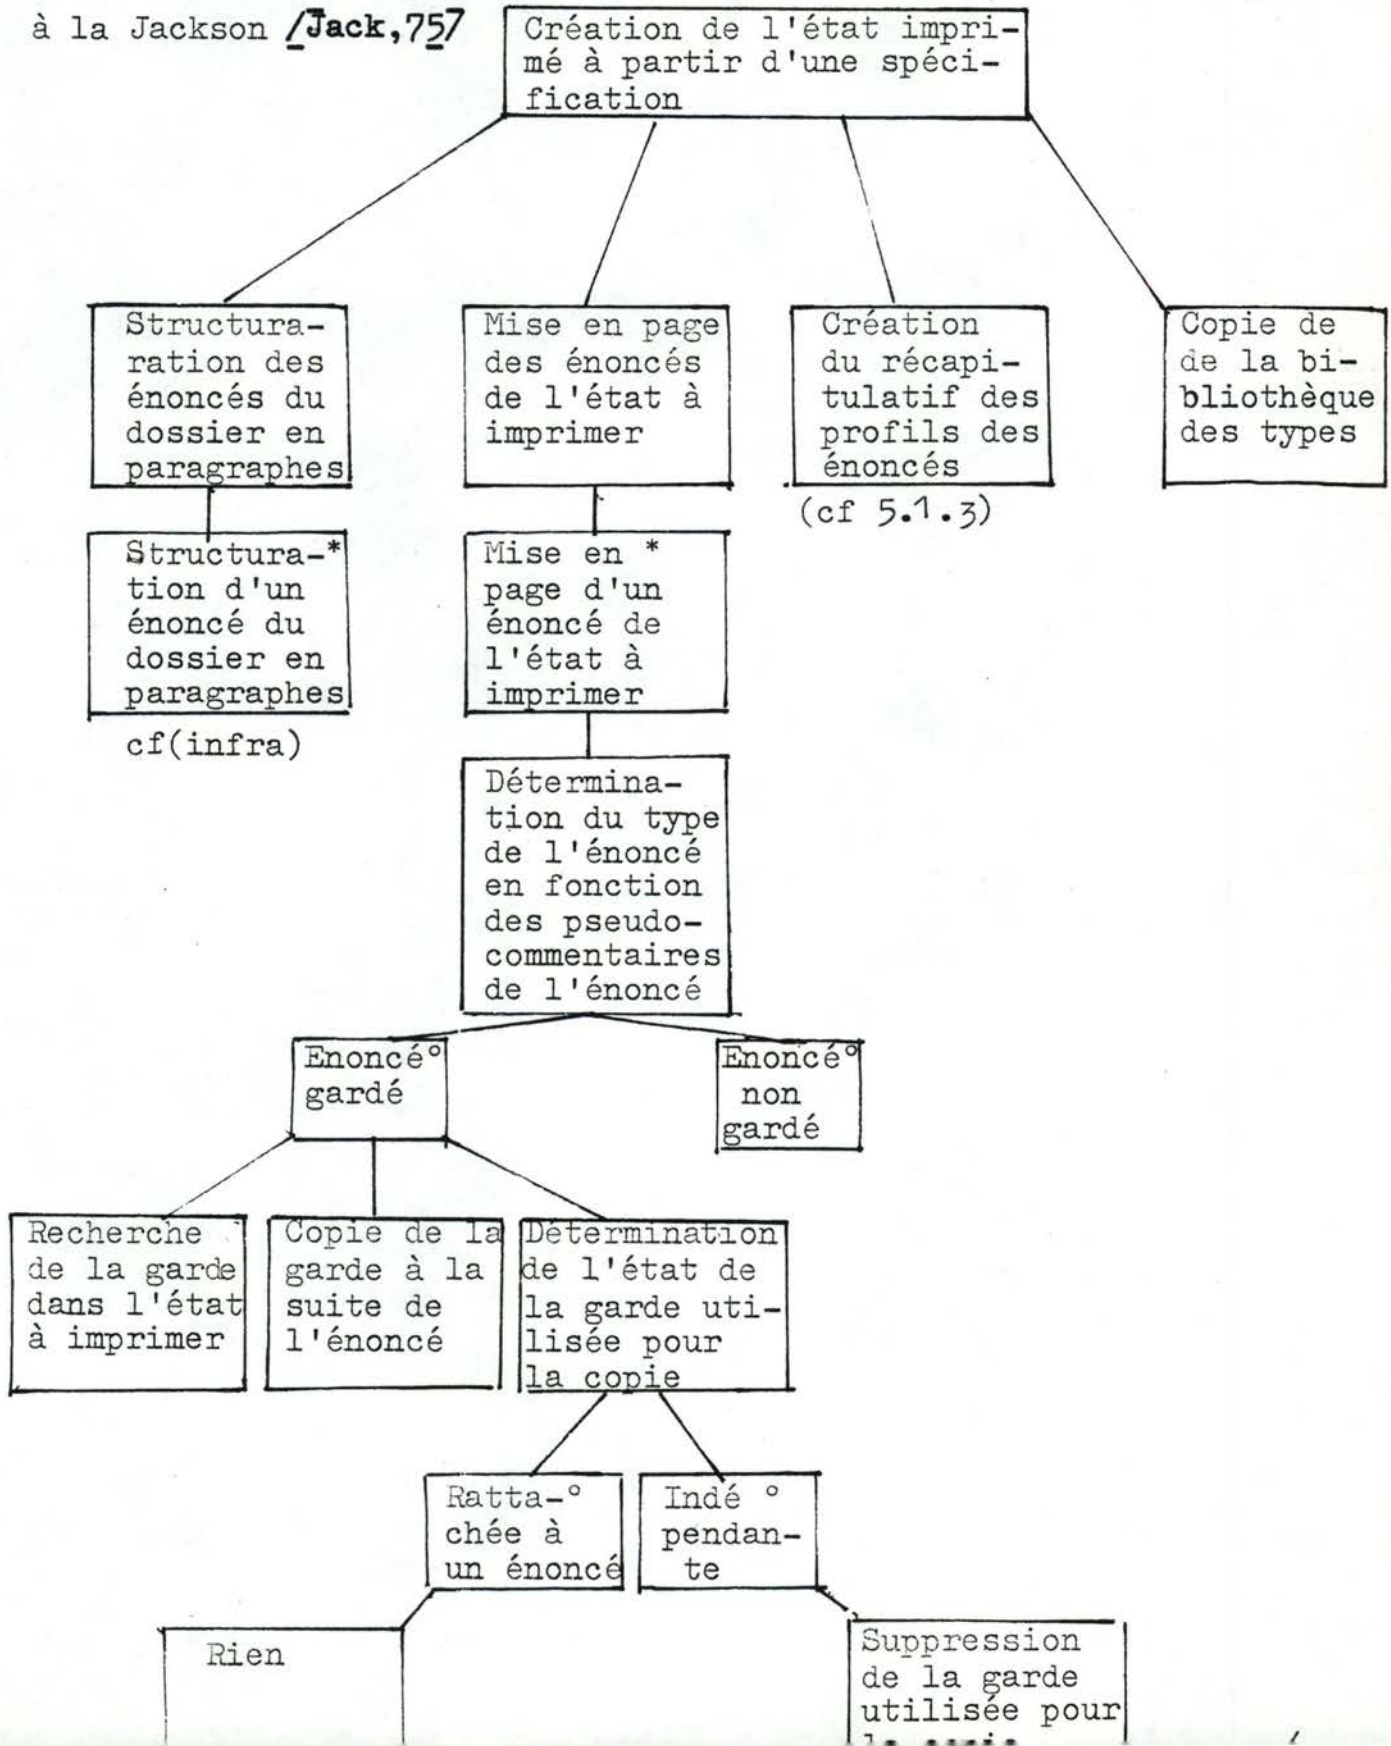 à la Jackson /Jack,75/
Création de l'état impri-
mé à partir d'une spéci-
fication
Structura-
ration des
énoncés du
dossier en
paragraphes
Mise en page
des énoncés
de l'état à
imprimer
Création
du récapi-
tulatif des
profils des
énoncés
(cf 5.1.3)
Copie de
de la bi-
bliothèque
des types
Structura-*
tion d'un
énoncé du
dossier en
paragraphes
cf(infra)
Mise en *
page d'un
énoncé de
l'état à
imprimer
Détermina-
tion du type
de l'énoncé
en fonction
des pseudo-
commentaires
de l'énoncé
Enoncé°
gardé
Enoncé°
non
gardé
Recherche
de la garde
dans l'état
à imprimer
Copie de la
garde à la
suite de
l'énoncé
Détermination
de l'état de
la garde uti-
lisée pour
la copie
Ratta-°
chée à
un énoncé
Indé °
pendan-
te
Rien
Suppression
de la garde
utilisée pour